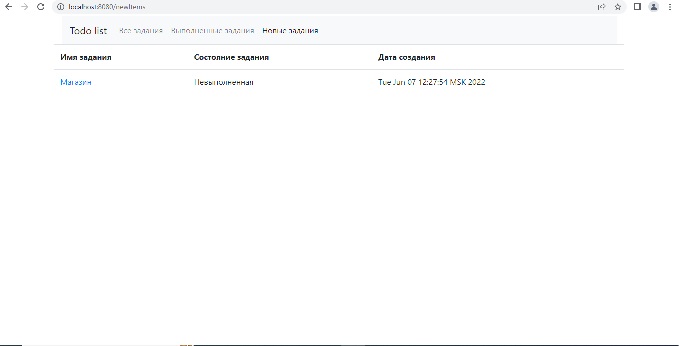 localhost:8080/newItems
Todo list Все задания Выполненные задания Новые задания
Имя задания Состояние задания Дата создания
Магазин Невыполненная Tue Jun 07 12:27:54 MSK 2022